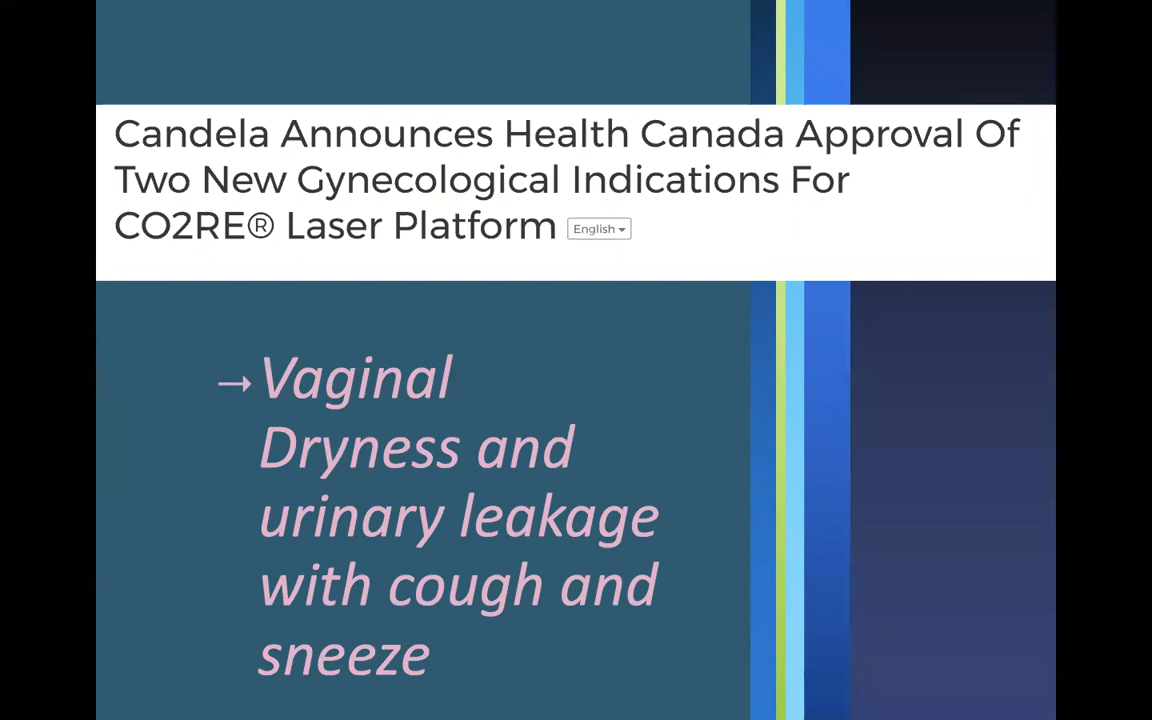 Candela Announces Health Canada Approval Of
Two New Gynecological Indications For
CO2RE® Laser Platform English
→Vaginal
Dryness and
urinary leakage
with cough and
sneeze